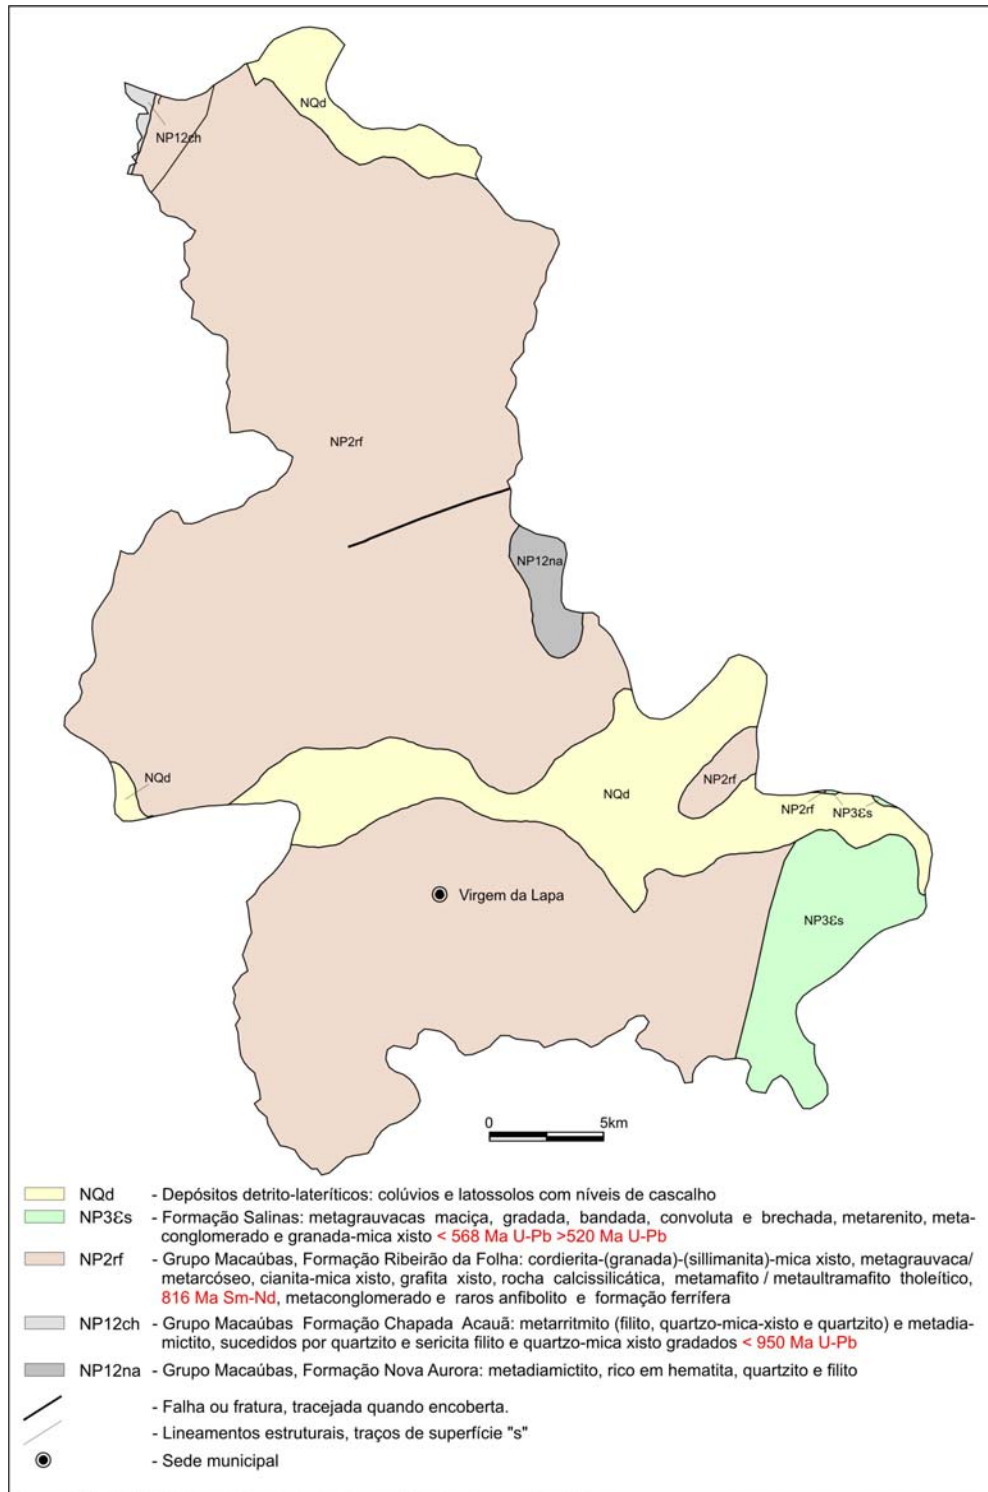 NQd
NP12ch
NP2rf
NP12na
NQd
NP2rf
NQd
NP2rf
NP3Ɛs
Virgem da Lapa
NP3Ɛs
0 5km
NQd - Depósitos detrito-lateríticos: colúvios e latossolos com níveis de cascalho
NP3Ɛs - Formação Salinas: metagrauvacas maciça, gradada, bandada, convoluta e brechada, metarenito, meta-
conglomerado e granada-mica xisto < 568 Ma U-Pb >520 Ma U-Pb
NP2rf - Grupo Macaúbas, Formação Ribeirão da Folha: cordierita-(granada)-(sillimanita)-mica xisto, metagrauvaca/
metarcóseo, cianita-mica xisto, grafita xisto, rocha calcissilicática, metamafito / metaultramafito tholeítico,
816 Ma Sm-Nd, metaconglomerado e raros anfibolito e formação ferrífera
NP12ch - Grupo Macaúbas Formação Chapada Acauã: metarritmito (filito, quartzo-mica-xisto e quartzito) e metadia-
mictito, sucedidos por quartzito e sericita filito e quartzo-mica xisto gradados < 950 Ma U-Pb
NP12na - Grupo Macaúbas, Formação Nova Aurora: metadiamictito, rico em hematita, quartzito e filito
- Falha ou fratura, tracejada quando encoberta.
- Lineamentos estruturais, traços de superfície "s"
- Sede municipal